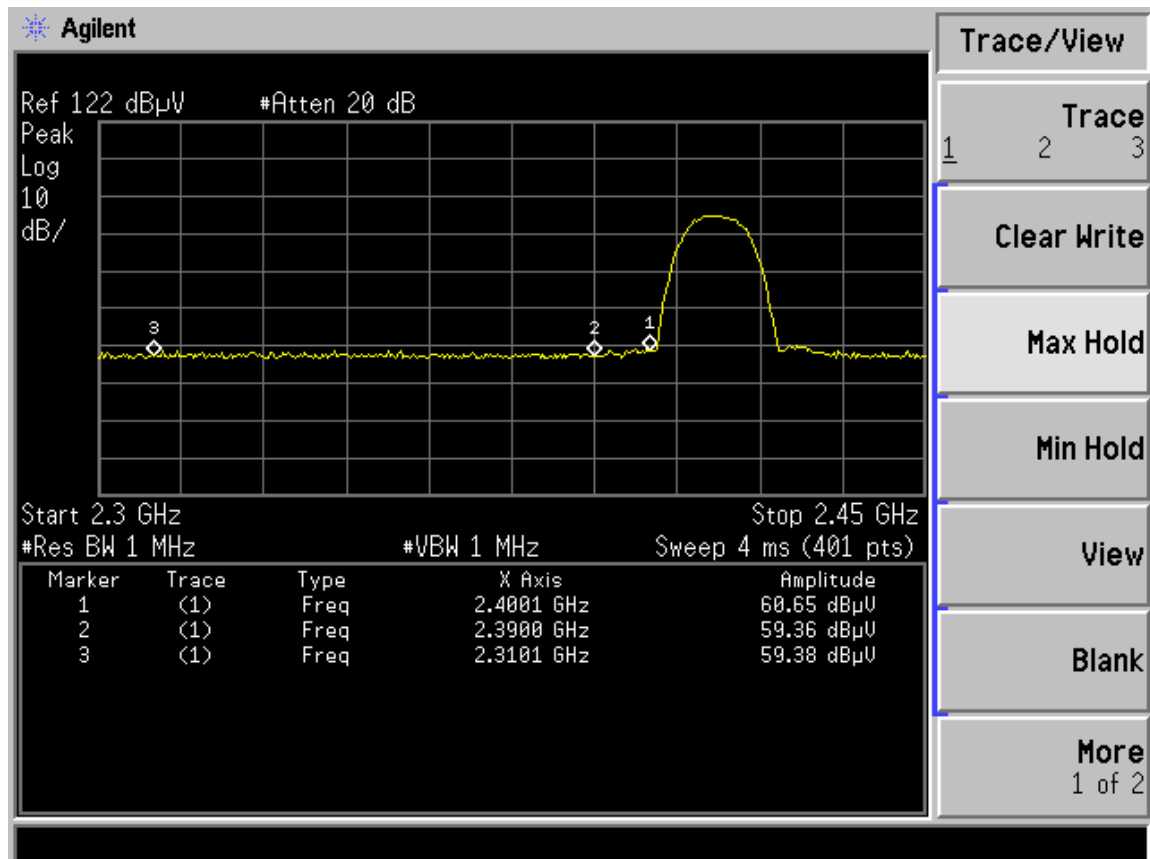 Agilent
Trace/View
Ref 122 dBµV #Atten 20 dB
Peak
Log
10
dB/
3
2
1
Start 2.3 GHz Stop 2.45 GHz
#Res BW 1 MHz #VBW 1 MHz Sweep 4 ms (401 pts)
Marker Trace Type X Axis Amplitude
1 (1) Freq 2.4001 GHz 60.65 dBµV
2 (1) Freq 2.3900 GHz 59.36 dBµV
3 (1) Freq 2.3101 GHz 59.38 dBµV
Trace
1 2 3
Clear Write
Max Hold
Min Hold
View
Blank
More
1 of 2